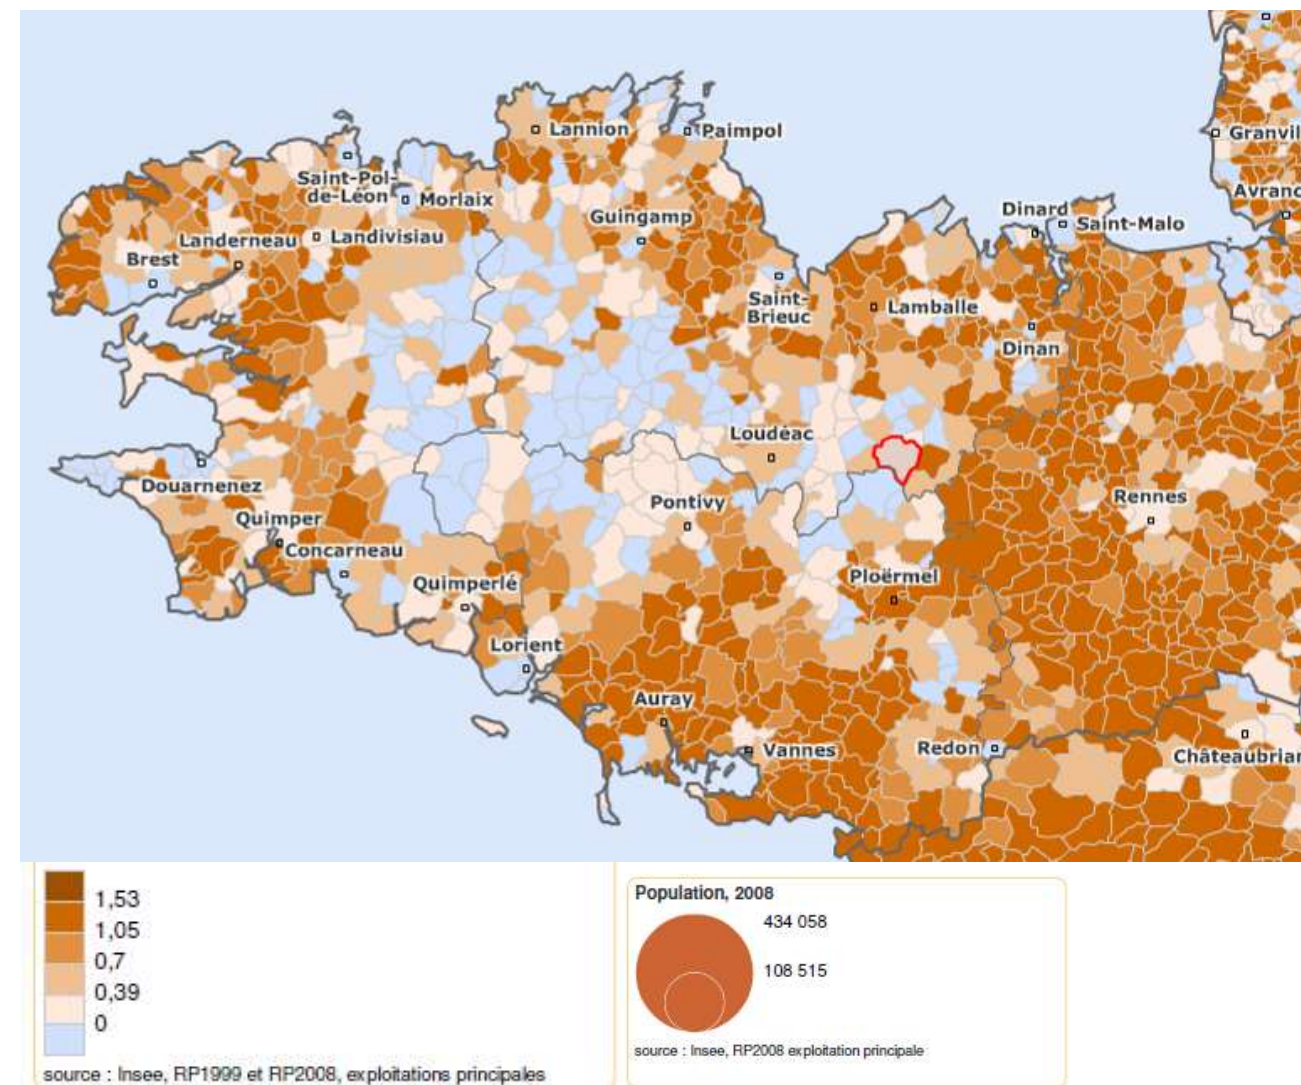 Granvil
Lannion
Paimpol
Saint-Pol-
de-Léon
Morlaix
Avranc
Guingamp
Dinard
Saint-Malo
Landerneau
Landivisiau
Brest
Saint-
Brieuc
Lamballe
Dinan
Loudéac
Douarnenez
Pontivy
Rennes
Quimper
Concarneau
Ploërmel
Quimperlé
Lorient
Auray
Vannes
Redon
Châteaubriar
1,53
1,05
0,7
0,39
0
source : Insee, RP1999 et RP2008, exploitations principales
Population, 2008
434 058
108 515
source : Insee, RP2008 exploitation principale